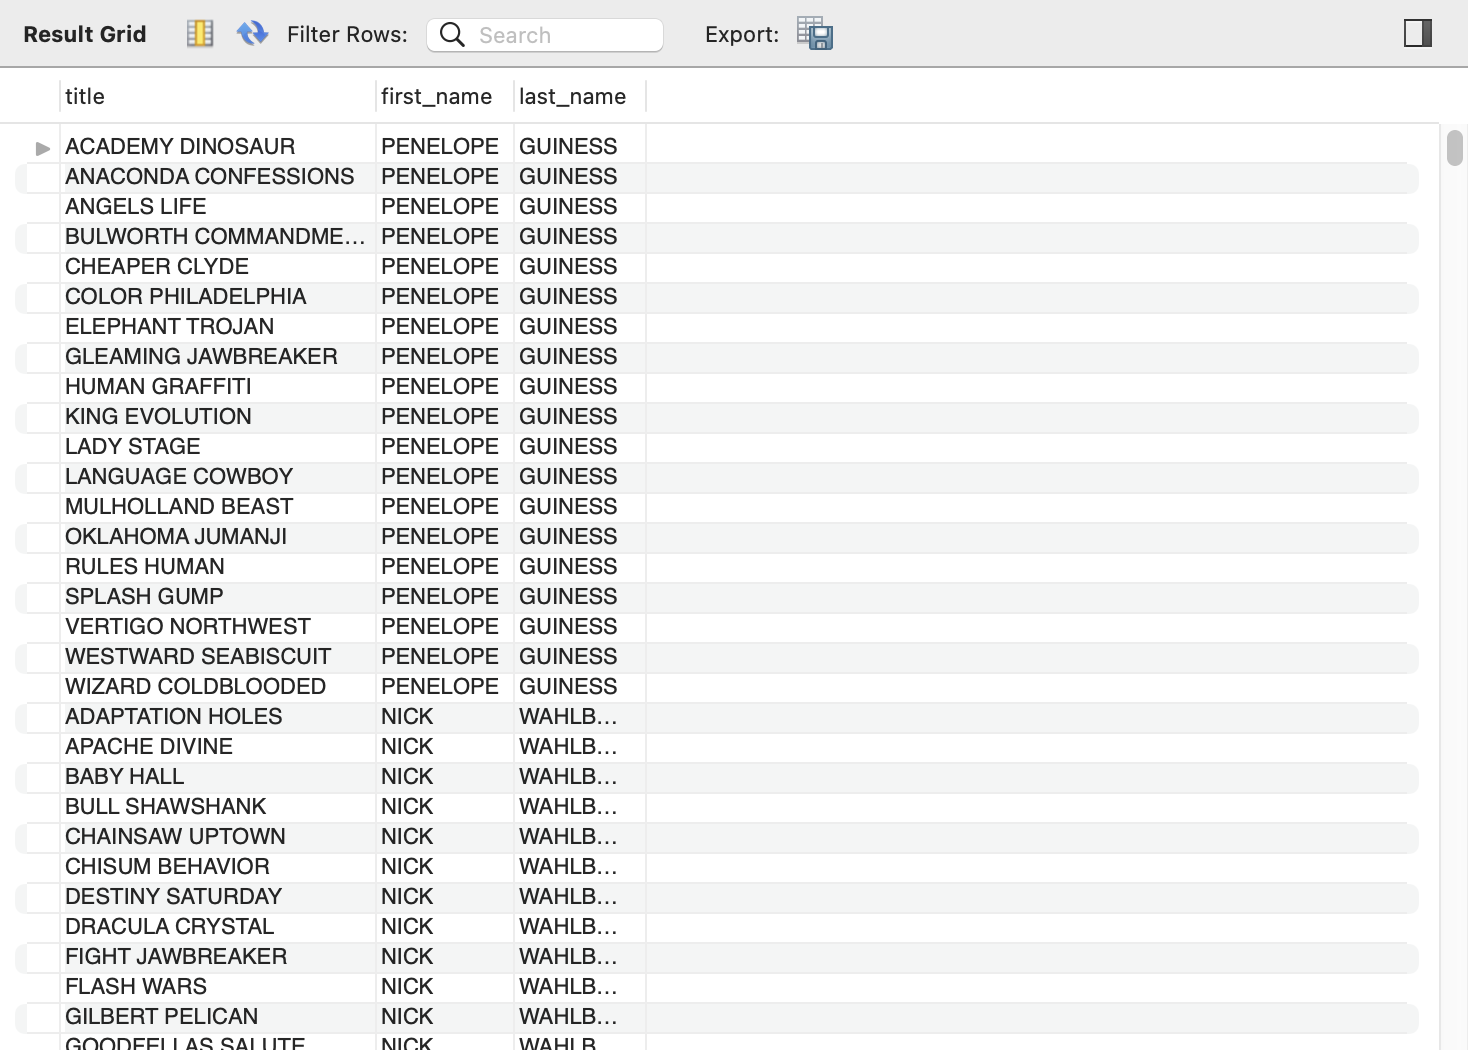 Result Grid Filter Rows: Search Export:
title first_name last_name
ACADEMY DINOSAUR PENELOPE GUINESS
ANACONDA CONFESSIONS PENELOPE GUINESS
ANGELS LIFE PENELOPE GUINESS
BULWORTH COMMANDME... PENELOPE GUINESS
CHEAPER CLYDE PENELOPE GUINESS
COLOR PHILADELPHIA PENELOPE GUINESS
ELEPHANT TROJAN PENELOPE GUINESS
GLEAMING JAWBREAKER PENELOPE GUINESS
HUMAN GRAFFITI PENELOPE GUINESS
KING EVOLUTION PENELOPE GUINESS
LADY STAGE PENELOPE GUINESS
LANGUAGE COWBOY PENELOPE GUINESS
MULHOLLAND BEAST PENELOPE GUINESS
OKLAHOMA JUMANJI PENELOPE GUINESS
RULES HUMAN PENELOPE GUINESS
SPLASH GUMP PENELOPE GUINESS
VERTIGO NORTHWEST PENELOPE GUINESS
WESTWARD SEABISCUIT PENELOPE GUINESS
WIZARD COLDBLOODED PENELOPE GUINESS
ADAPTATION HOLES NICK WAHLB...
APACHE DIVINE NICK WAHLB...
BABY HALL NICK WAHLB...
BULL SHAWSHANK NICK WAHLB...
CHAINSAW UPTOWN NICK WAHLB...
CHISUM BEHAVIOR NICK WAHLB...
DESTINY SATURDAY NICK WAHLB...
DRACULA CRYSTAL NICK WAHLB...
FIGHT JAWBREAKER NICK WAHLB...
FLASH WARS NICK WAHLB...
GILBERT PELICAN NICK WAHLB...
GOODFELLAS SALUTE NICK WAHLB...